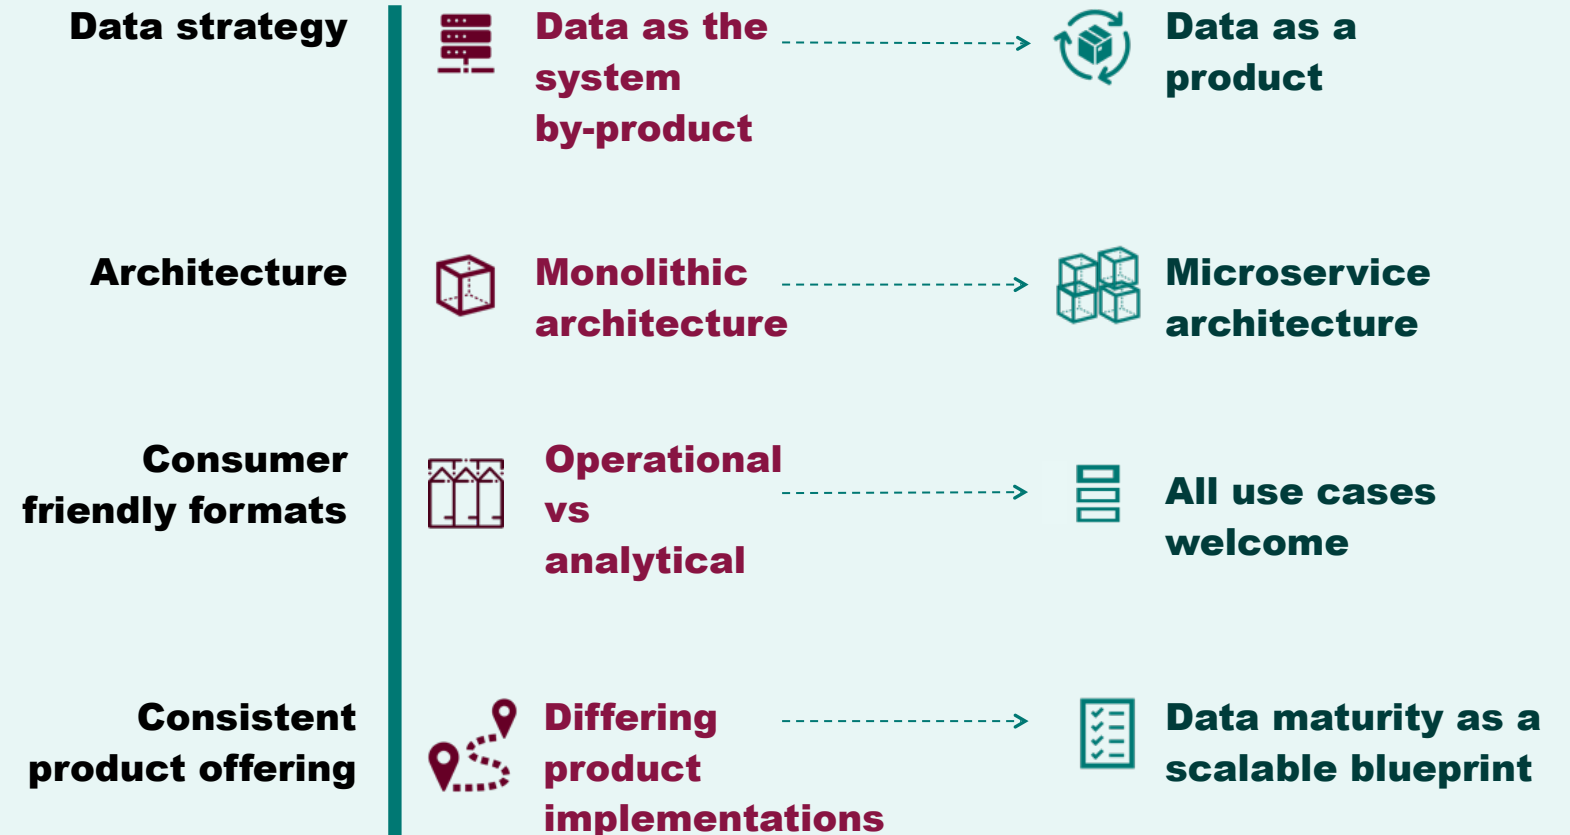 Data strategy
Data as the
system
by-product
Data as a
product
Architecture
Monolithic
architecture
Microservice
architecture
Consumer
friendly formats
Operational
vs
analytical
All use cases
welcome
Consistent
product offering
Differing
product
implementations
Data maturity as a
scalable blueprint